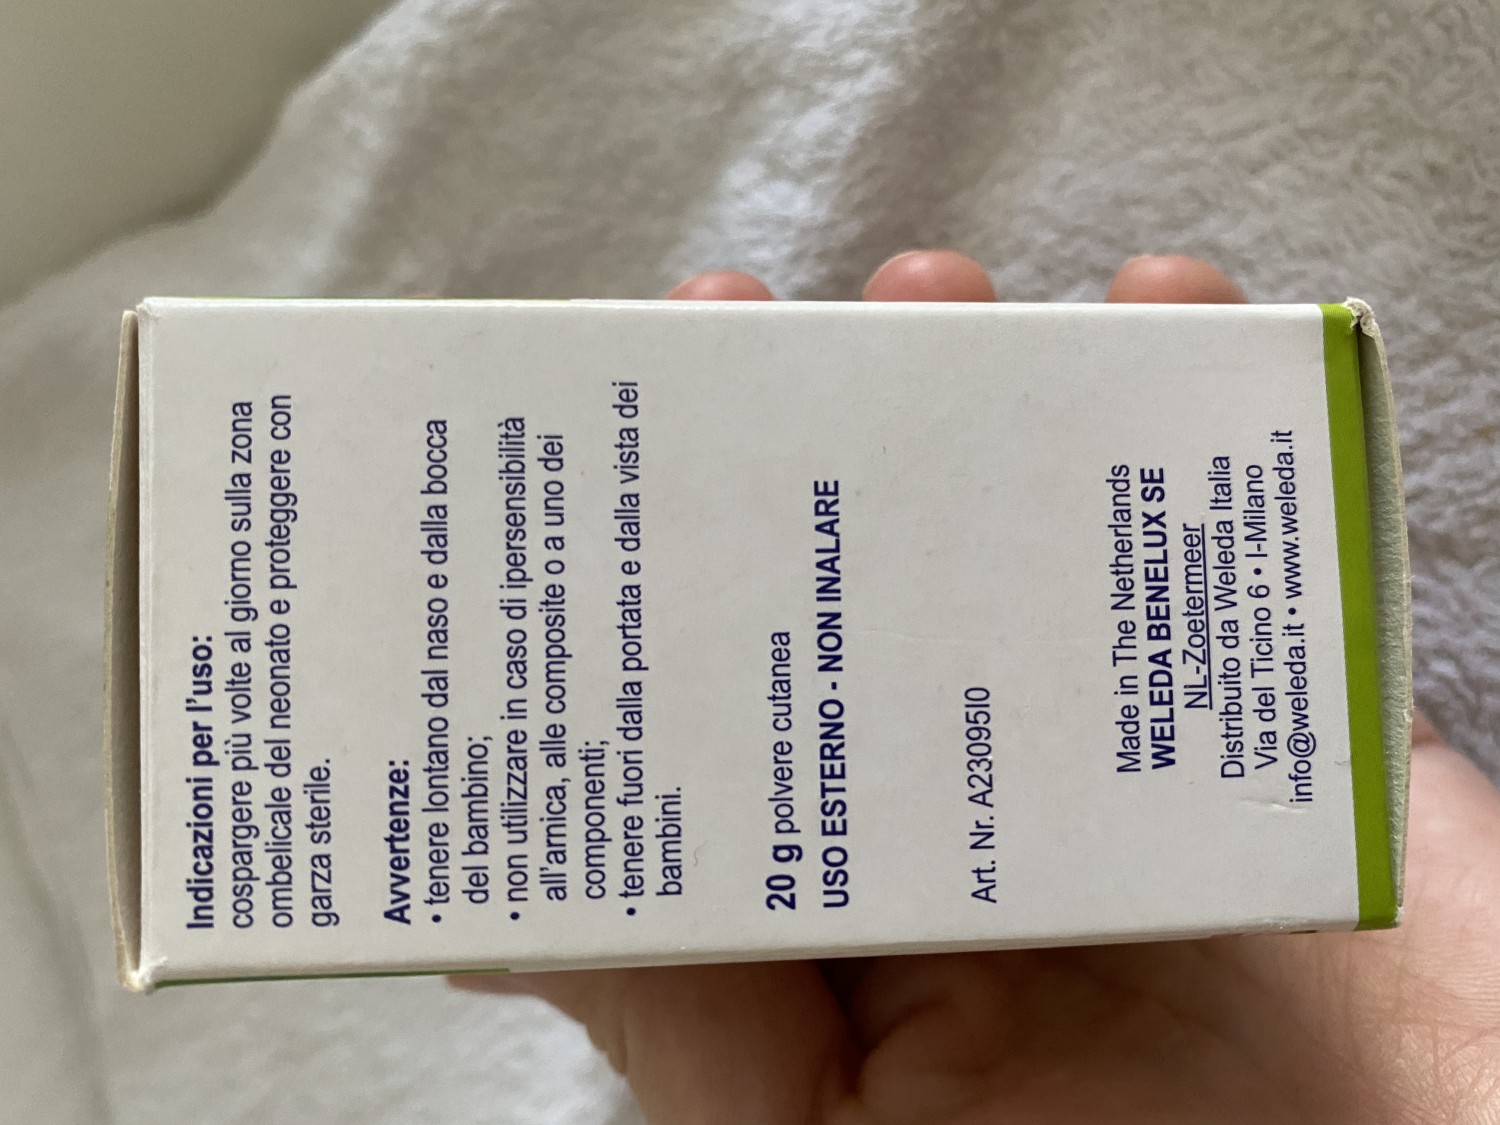 Indicazioni per l'uso:
cospargere più volte al giorno sulla zona
ombelicale del neonato e proteggere con
garza sterile.
Avvertenze:
• tenere lontano dal naso e dalla bocca
del bambino;
• non utilizzare in caso di ipersensibilità
all'arnica, alle composite o a uno dei
componenti;
• tenere fuori dalla portata e dalla vista dei
bambini.
20 g polvere cutanea
USO ESTERNO - NON INALARE
Art. Nr. A23095I0
Made in The Netherlands
WELEDA BENELUX SE
NL-Zoetermeer
Distribuito da Weleda Italia
Via del Ticino 6 • I-Milano
info@weleda.it • www.weleda.it